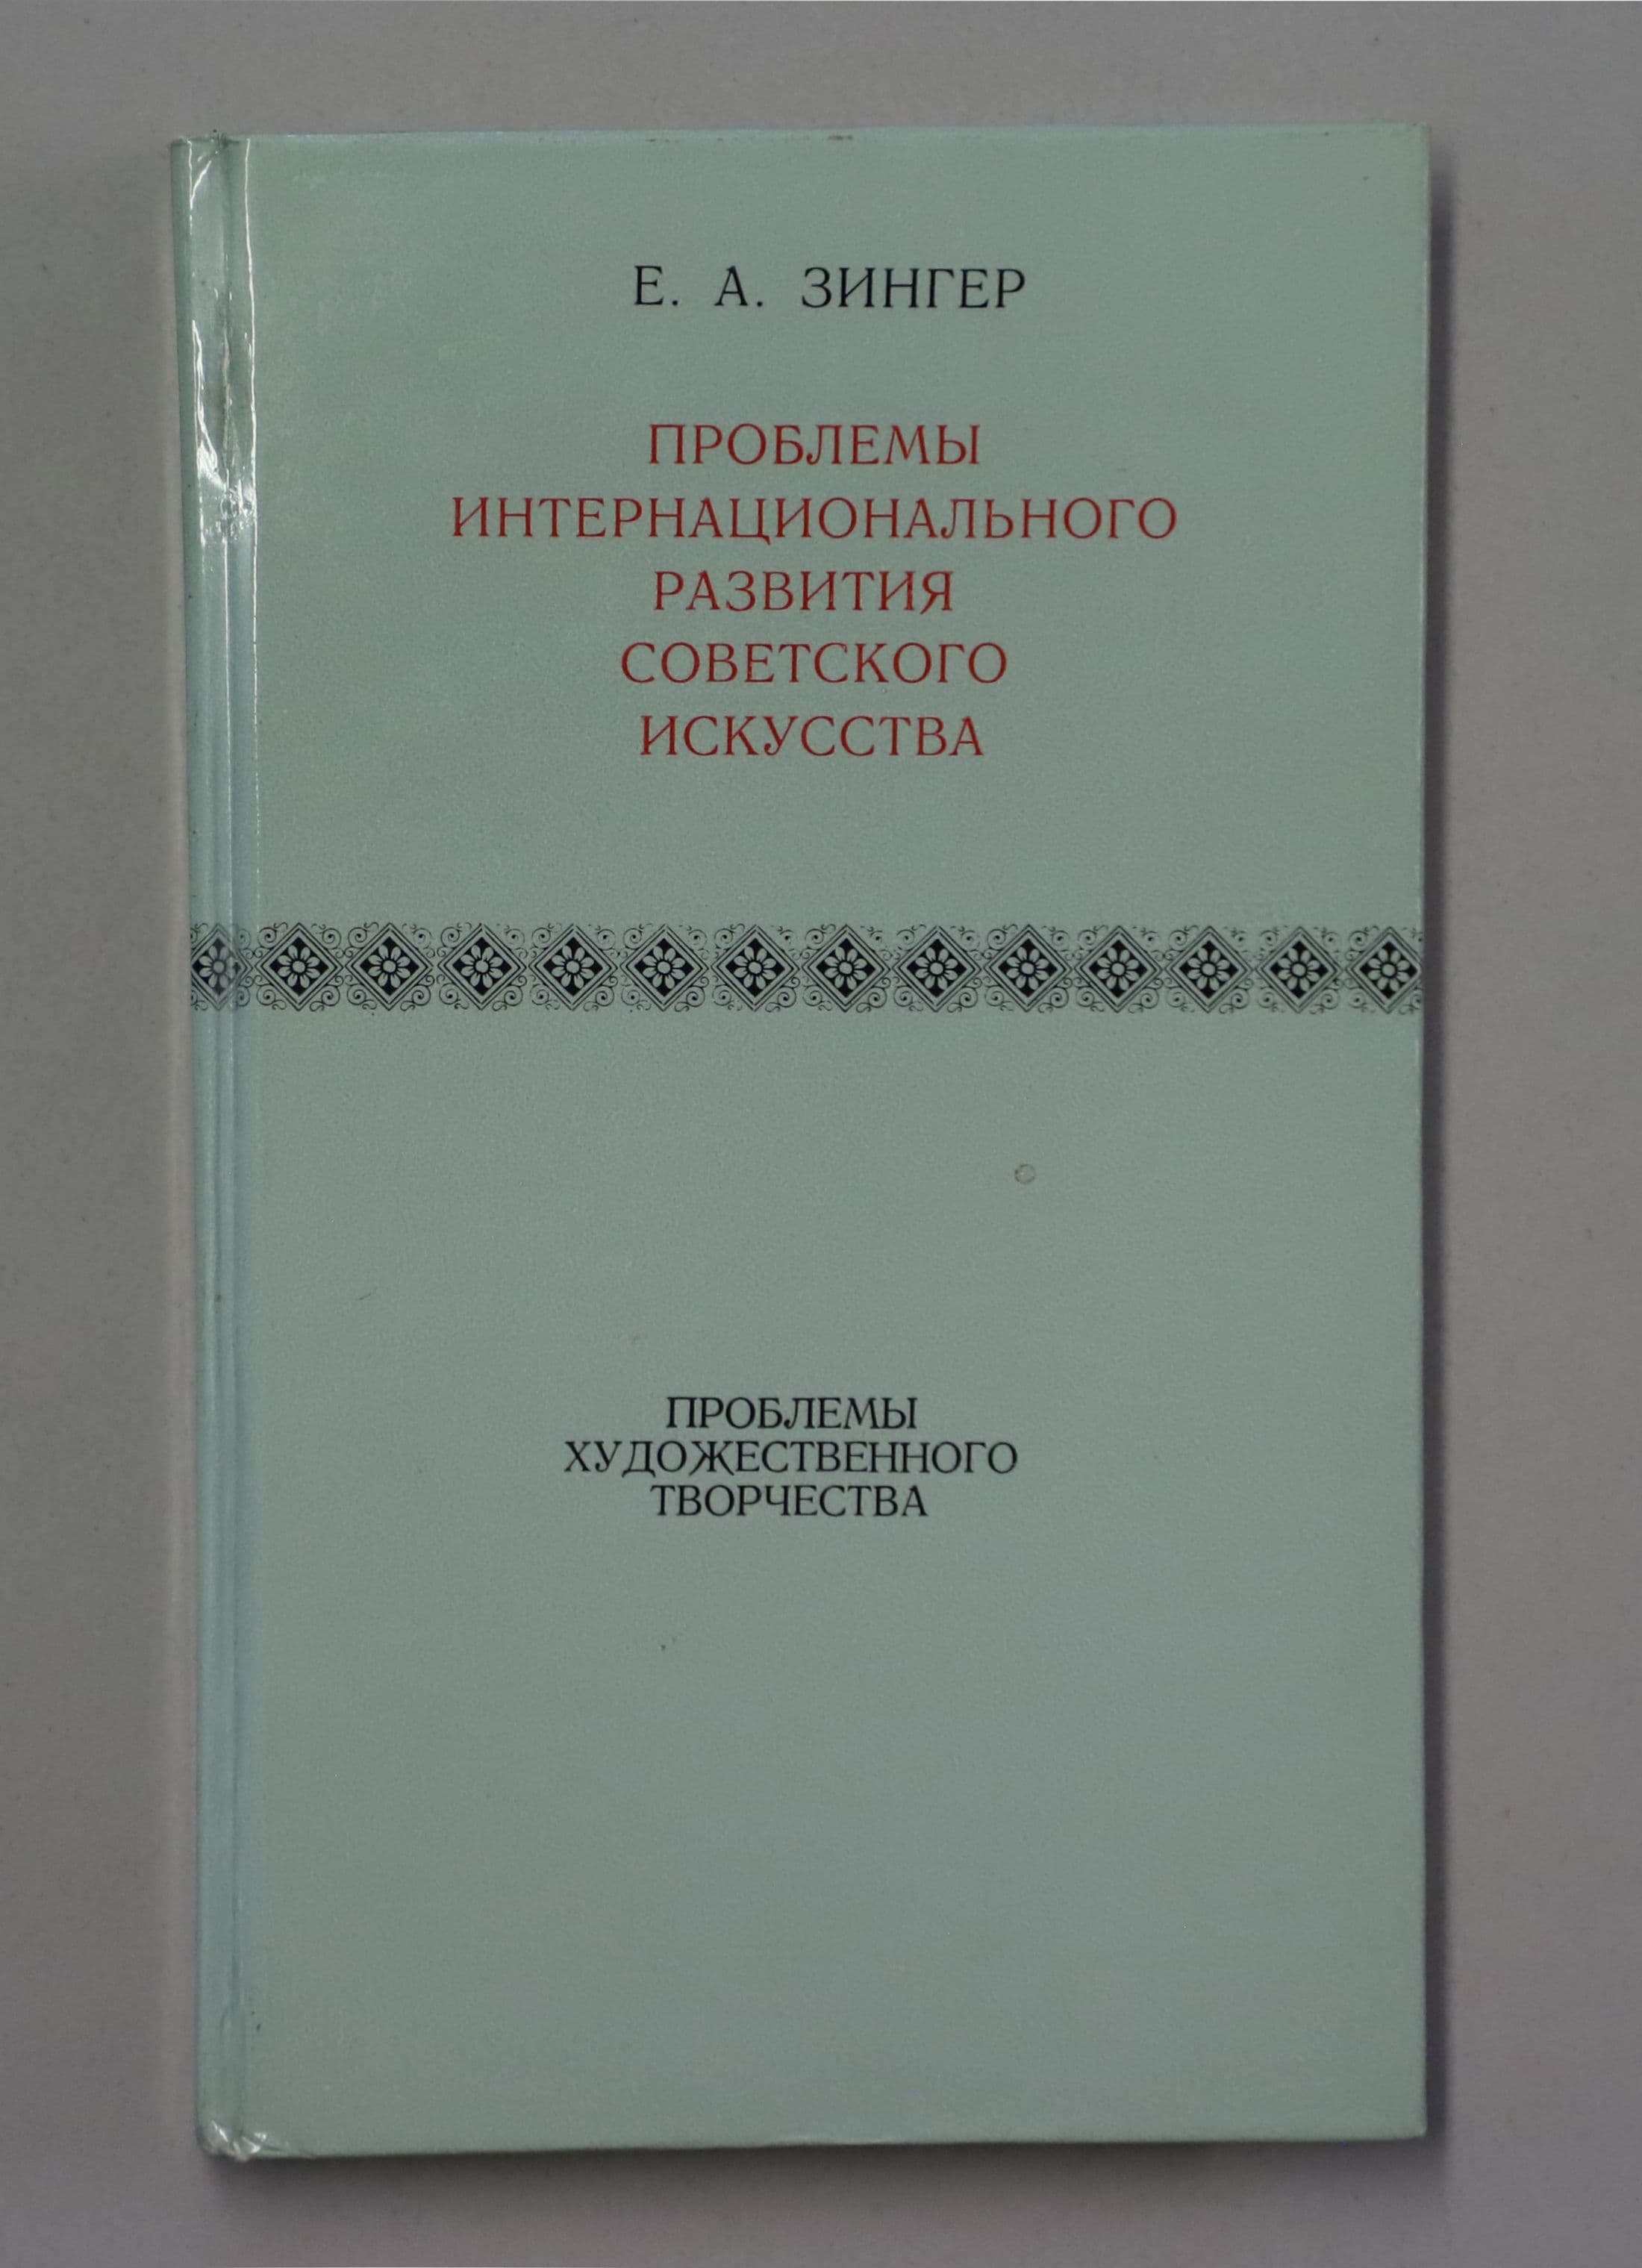 Е. А. ЗИНГЕР
ПРОБЛЕМЫ
ИНТЕРНАЦИОНАЛЬНОГО
РАЗВИТИЯ
СОВЕТСКОГО
ИСКУССТВА
ПРОБЛЕМЫ
ХУДОЖЕСТВЕННОГО
ТВОРЧЕСТВА